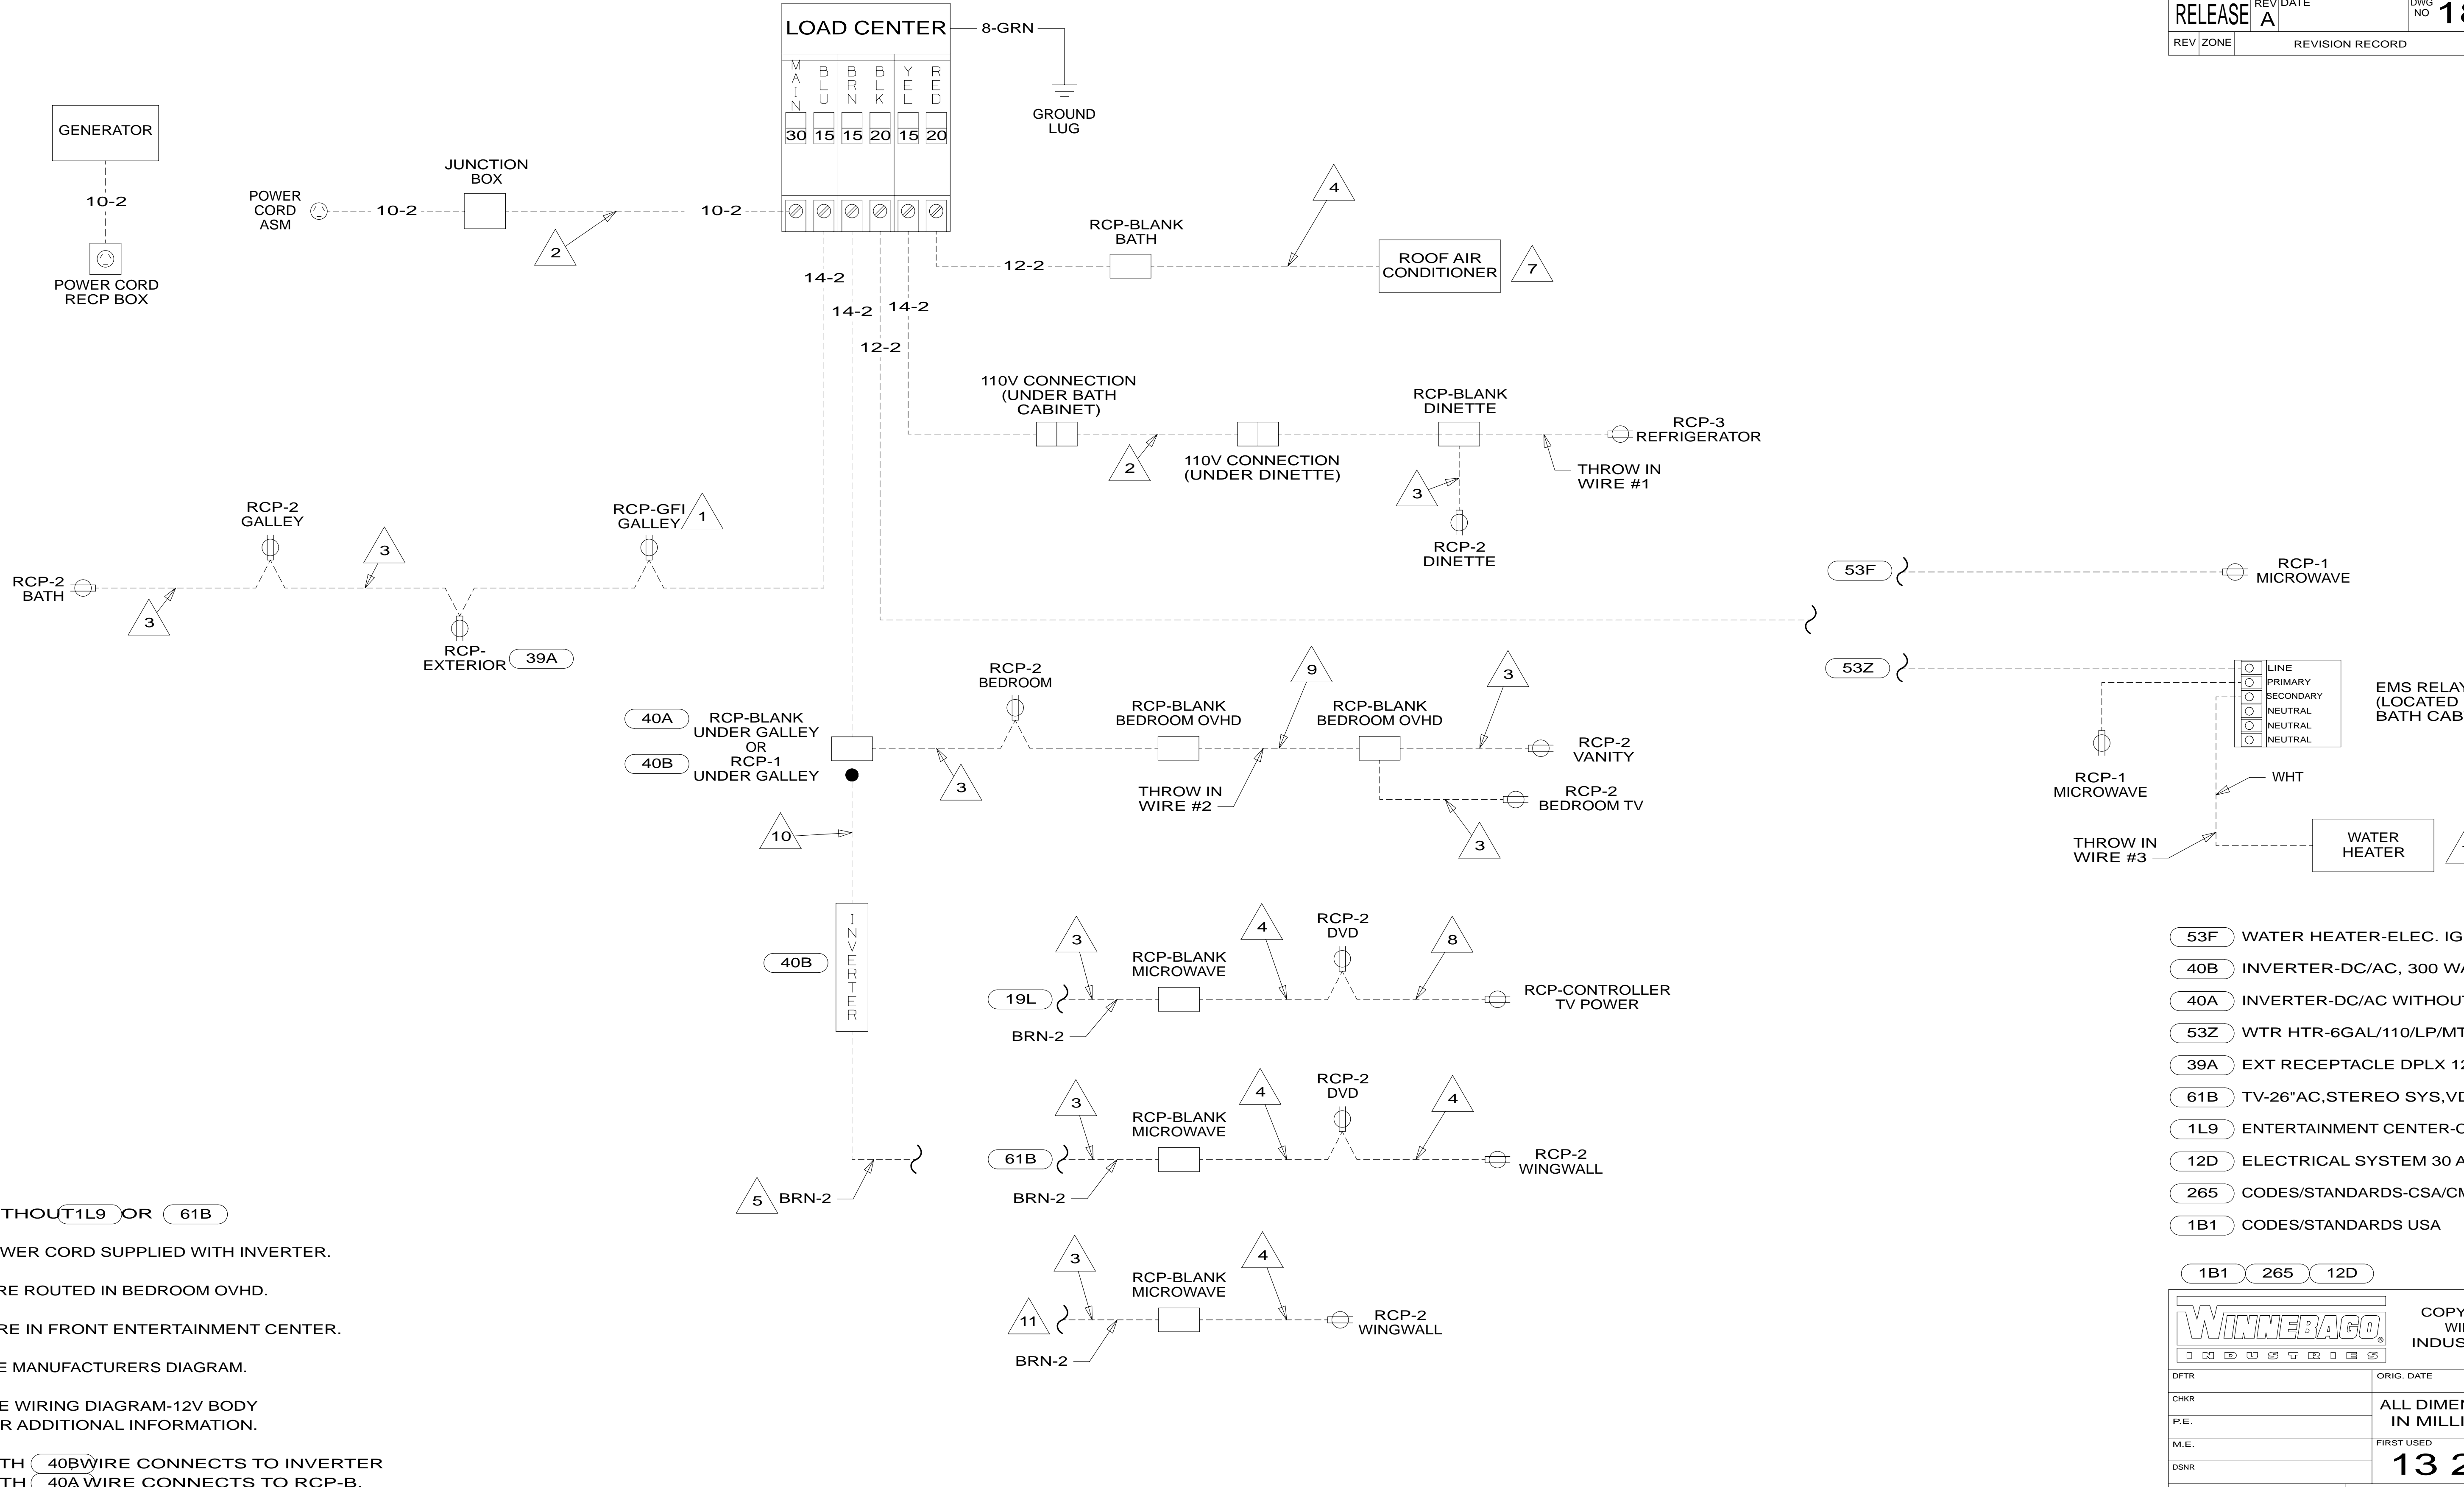 LOAD CENTER
8-GRN
MAIN
BLU
BRN
BLK
YEL
RED
30
15
15
20
15
20
GROUND
LUG
RELEASE
REV
A
DATE
DWG
NO
REV
ZONE
REVISION RECORD
GENERATOR
10-2
POWER CORD
RECP BOX
POWER
CORD
ASM
10-2
JUNCTION
BOX
2
10-2
14-2
14-2
14-2
12-2
12-2
RCP-BLANK
BATH
4
ROOF AIR
CONDITIONER
7
110V CONNECTION
(UNDER BATH
CABINET)
2
110V CONNECTION
(UNDER DINETTE)
RCP-BLANK
DINETTE
3
RCP-2
DINETTE
RCP-3
REFRIGERATOR
THROW IN
WIRE #1
RCP-2
BATH
3
RCP-2
GALLEY
3
RCP-
EXTERIOR
39A
RCP-GFI
GALLEY
1
53F
RCP-1
MICROWAVE
53Z
LINE
PRIMARY
SECONDARY
NEUTRAL
NEUTRAL
NEUTRAL
EMS RELAY
(LOCATED
BATH CAB
RCP-1
MICROWAVE
WHT
THROW IN
WIRE #3
WATER
HEATER
40A
RCP-BLANK
UNDER GALLEY
OR
40B
RCP-1
UNDER GALLEY
3
RCP-2
BEDROOM
RCP-BLANK
BEDROOM OVHD
THROW IN
WIRE #2
9
RCP-BLANK
BEDROOM OVHD
3
RCP-2
VANITY
RCP-2
BEDROOM TV
3
10
40B
INVERTER
5
BRN-2
19L
3
BRN-2
RCP-BLANK
MICROWAVE
4
RCP-2
DVD
8
RCP-CONTROLLER
TV POWER
61B
3
BRN-2
RCP-BLANK
MICROWAVE
4
RCP-2
DVD
4
RCP-2
WINGWALL
11
3
BRN-2
RCP-BLANK
MICROWAVE
4
RCP-2
WINGWALL
THOUT 1L9 OR 61B
WER CORD SUPPLIED WITH INVERTER.
RE ROUTED IN BEDROOM OVHD.
RE IN FRONT ENTERTAINMENT CENTER.
E MANUFACTURERS DIAGRAM.
E WIRING DIAGRAM-12V BODY
R ADDITIONAL INFORMATION.
TH 40B, WIRE CONNECTS TO INVERTER
TH 40A WIRE CONNECTS TO RCP-B.
53F WATER HEATER-ELEC. IG
40B INVERTER-DC/AC, 300 WA
40A INVERTER-DC/AC WITHOUT
53Z WTR HTR-6GAL/110/LP/MT
39A EXT RECEPTACLE DPLX 12
61B TV-26"AC,STEREO SYS,VD
1L9 ENTERTAINMENT CENTER-C
12D ELECTRICAL SYSTEM 30 A
265 CODES/STANDARDS-CSA/CM
1B1 CODES/STANDARDS USA
1B1 265 12D
WINNEBAGO®
INDUSTRIES
COPY
WI
INDUS
DFTR
ORIG. DATE
CHKR
ALL DIMEN
IN MILLI
P.E.
M.E.
FIRST USED
13 2
DSNR